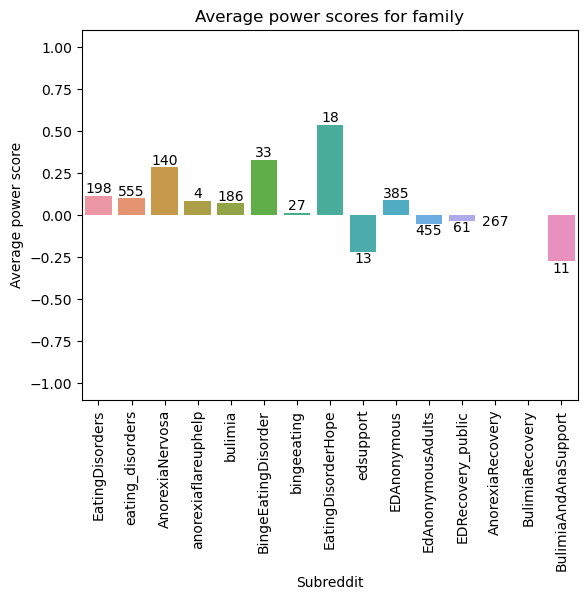 Average power scores for family
Average power score
1.00
0.75
0.50
0.25
0.00
−0.25
−0.50
−0.75
−1.00
198
555
140
4
186
33
27
18
13
385
455
61
267
11
EatingDisorders
eating_disorders
AnorexiaNervosa
anorexiaflareuphelp
bulimia
BingeEatingDisorder
bingeeating
EatingDisorderHope
edsupport
EDAnonymous
EdAnonymousAdults
EDRecovery_public
AnorexiaRecovery
BulimiaRecovery
BulimiaAndAnaSupport
Subreddit